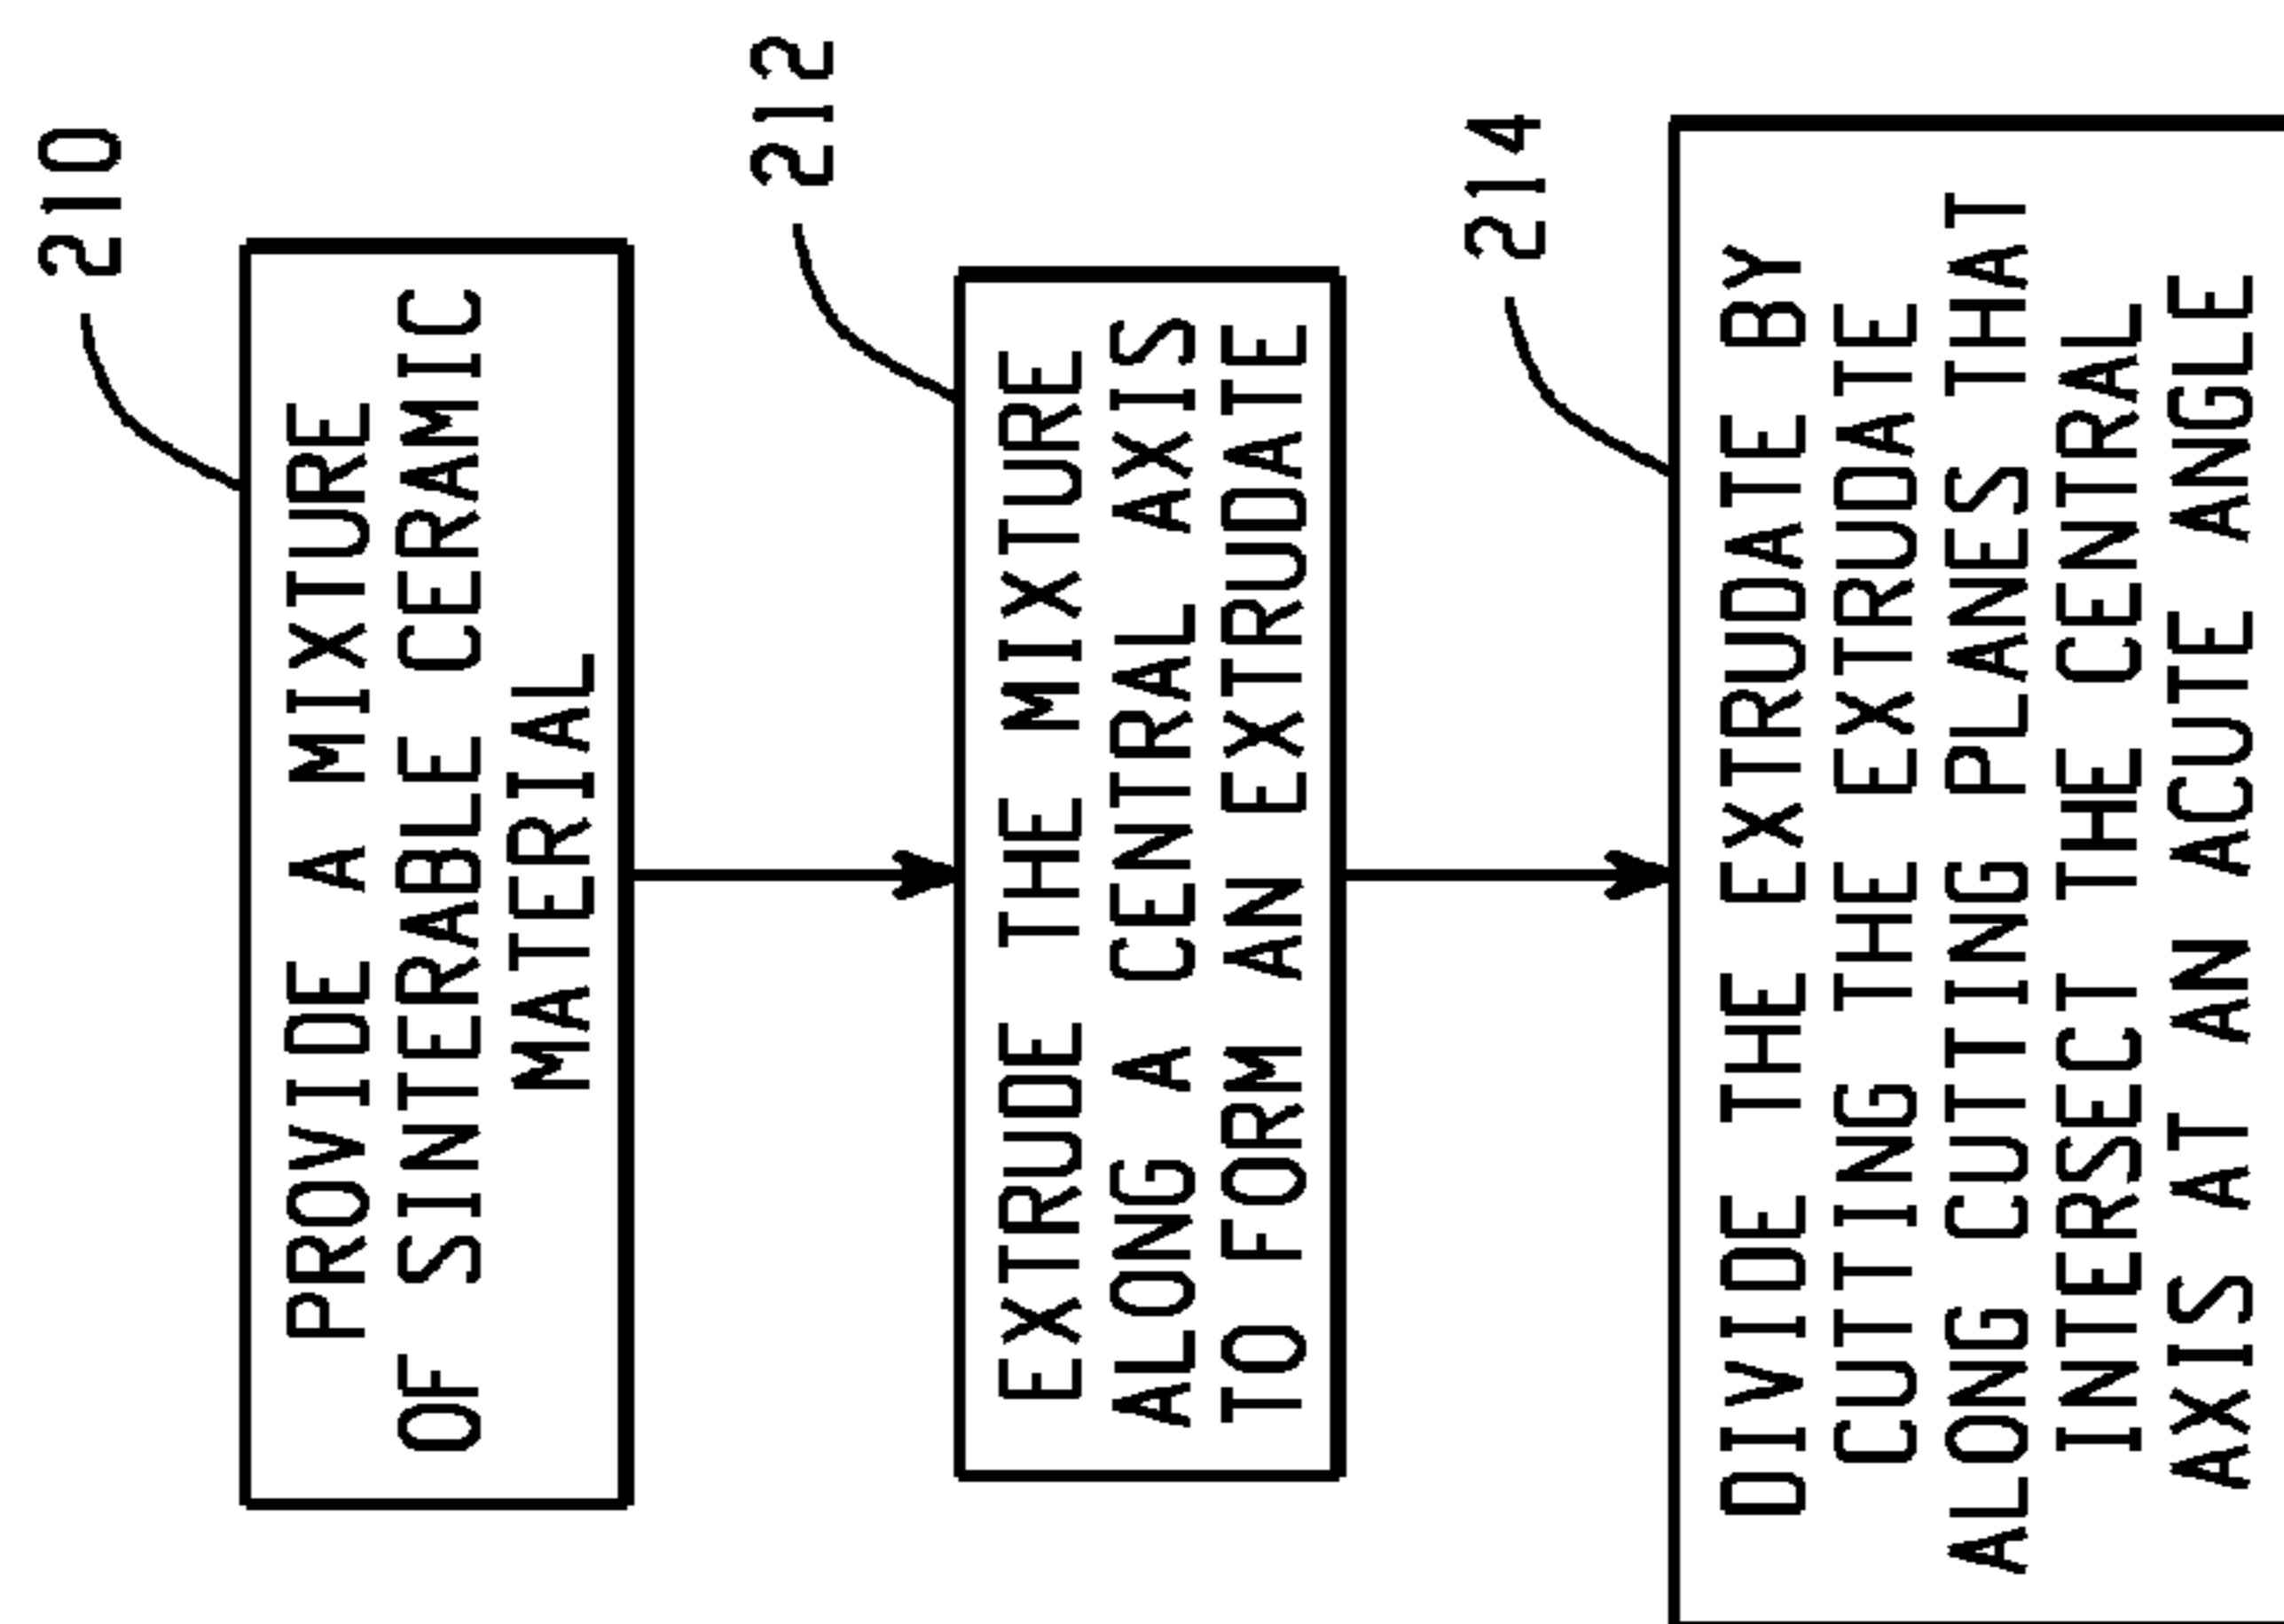 210
PROVIDE A MIXTURE
OF SINTERABLE CERAMIC
MATERIAL
212
EXTRUDE THE MIXTURE
ALONG A CENTRAL AXIS
TO FORM AN EXTRUDATE
214
DIVIDE THE EXTRUDATE BY
CUTTING THE EXTRUDATE
ALONG CUTTING PLANES THAT
INTERSECT THE CENTRAL
AXIS AT AN ACUTE ANGLE